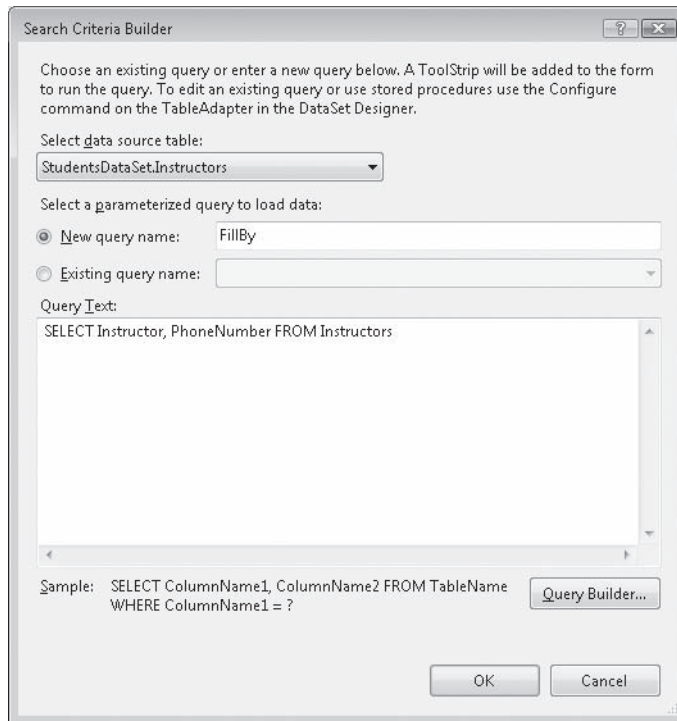 Search Criteria Builder
Choose an existing query or enter a new query below. A ToolStrip will be added to the form
to run the query. To edit an existing query or use stored procedures use the Configure
command on the TableAdapter in the DataSet Designer.
Select data source table:
StudentsDataSet.Instructors
Select a parameterized query to load data:
New query name: FillBy
Existing query name:
Query Text:
SELECT Instructor, PhoneNumber FROM Instructors
Sample: SELECT ColumnName1, ColumnName2 FROM TableName
WHERE ColumnName1 = ?
Query Builder...
OK Cancel